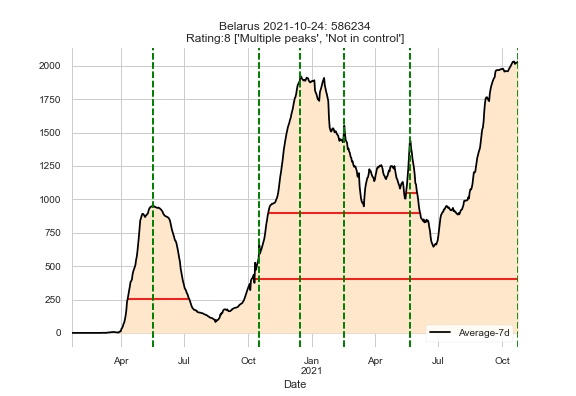 Belarus 2021-10-24: 586234
Rating:8 ['Multiple peaks', 'Not in control']
2000
1750
1500
1250
1000
750
500
250
0
Average-7d
Apr
Jul
Oct
Jan
2021
Apr
Jul
Oct
Date